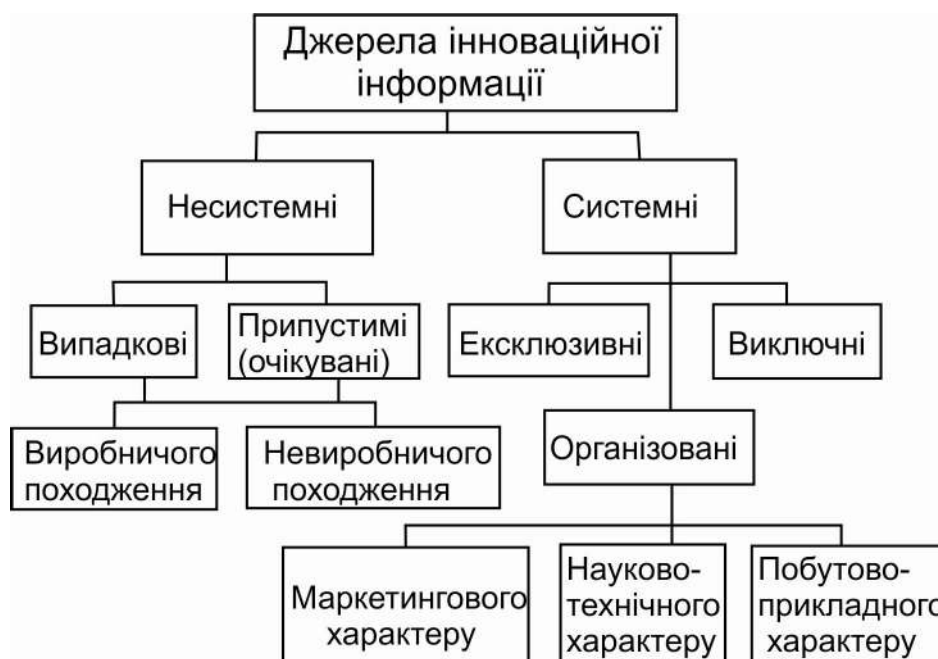 Джерела інноваційної
інформації
Несистемні
Системні
Випадкові
Припустимі
(очікувані)
Ексклюзивні
Виключні
Виробничого
походження
Невиробничого
походження
Організовані
Маркетингового
характеру
Науково-
технічного
характеру
Побутово-
прикладного
характеру